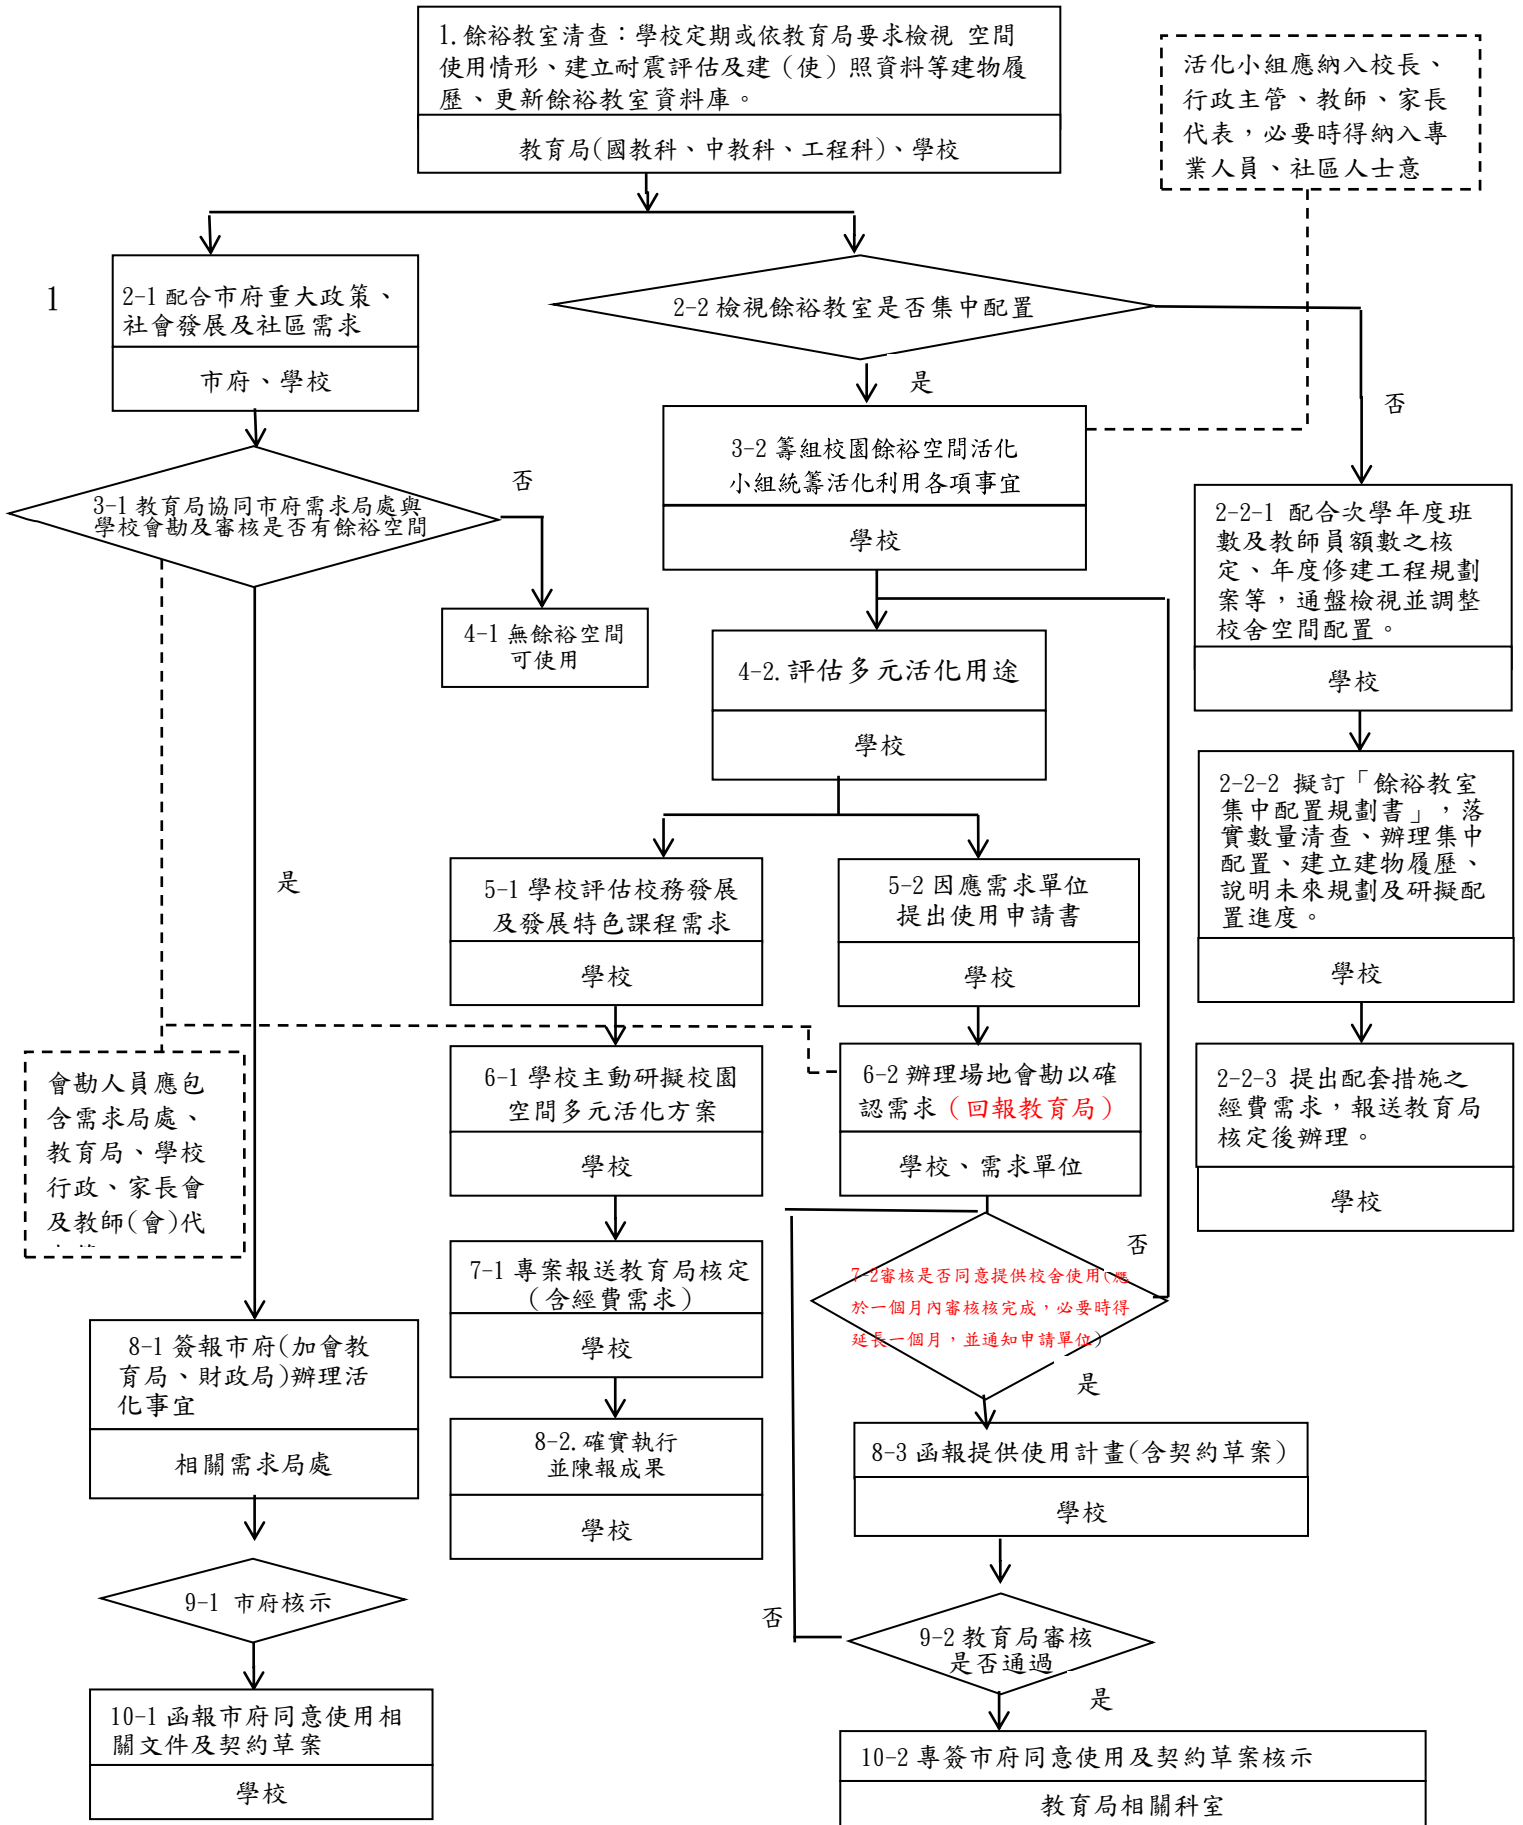 1.餘裕教室清查：學校定期或依教育局要求檢視 空間
使用情形、建立耐震評估及建（使）照資料等建物履
歷、更新餘裕教室資料庫。
教育局(國教科、中教科、工程科)、學校
活化小組應納入校長、
行政主管、教師、家長
代表，必要時得納入專
業人員、社區人士意
1
2-1 配合市府重大政策、
社會發展及社區需求
市府、學校
2-2 檢視餘裕教室是否集中配置
是
否
3-1 教育局協同市府需求局處與
學校會勘及審核是否有餘裕空間
否
是
3-2 籌組校園餘裕空間活化
小組統籌活化利用各項事宜
學校
2-2-1 配合次學年度班
數及教師員額數之核
定、年度修建工程規劃
案等，通盤檢視並調整
校舍空間配置。
學校
4-1 無餘裕空間
可使用
4-2.評估多元活化用途
學校
2-2-2 擬訂「餘裕教室
集中配置規劃書」，落
實數量清查、辦理集中
配置、建立建物履歷、
說明未來規劃及研擬配
置進度。
學校
5-1 學校評估校務發展
及發展特色課程需求
學校
5-2 因應需求單位
提出使用申請書
學校
會勘人員應包
含需求局處、
教育局、學校
行政、家長會
及教師(會)代
6-1 學校主動研擬校園
空間多元活化方案
學校
6-2 辦理場地會勘以確
認需求（回報教育局）
學校、需求單位
2-2-3 提出配套措施之
經費需求，報送教育局
核定後辦理。
學校
7-1 專案報送教育局核定
（含經費需求）
學校
7-2審核是否同意提供校舍使用(應
於一個月內審核核完成，必要時得
延長一個月，並通知申請單位)
否
是
8-1 簽報市府(加會教
育局、財政局)辦理活
化事宜
相關需求局處
8-2.確實執行
並陳報成果
學校
8-3 函報提供使用計畫(含契約草案)
學校
9-1 市府核示
9-2 教育局審核
是否通過
否
是
10-1 函報市府同意使用相
關文件及契約草案
學校
10-2 專簽市府同意使用及契約草案核示
教育局相關科室